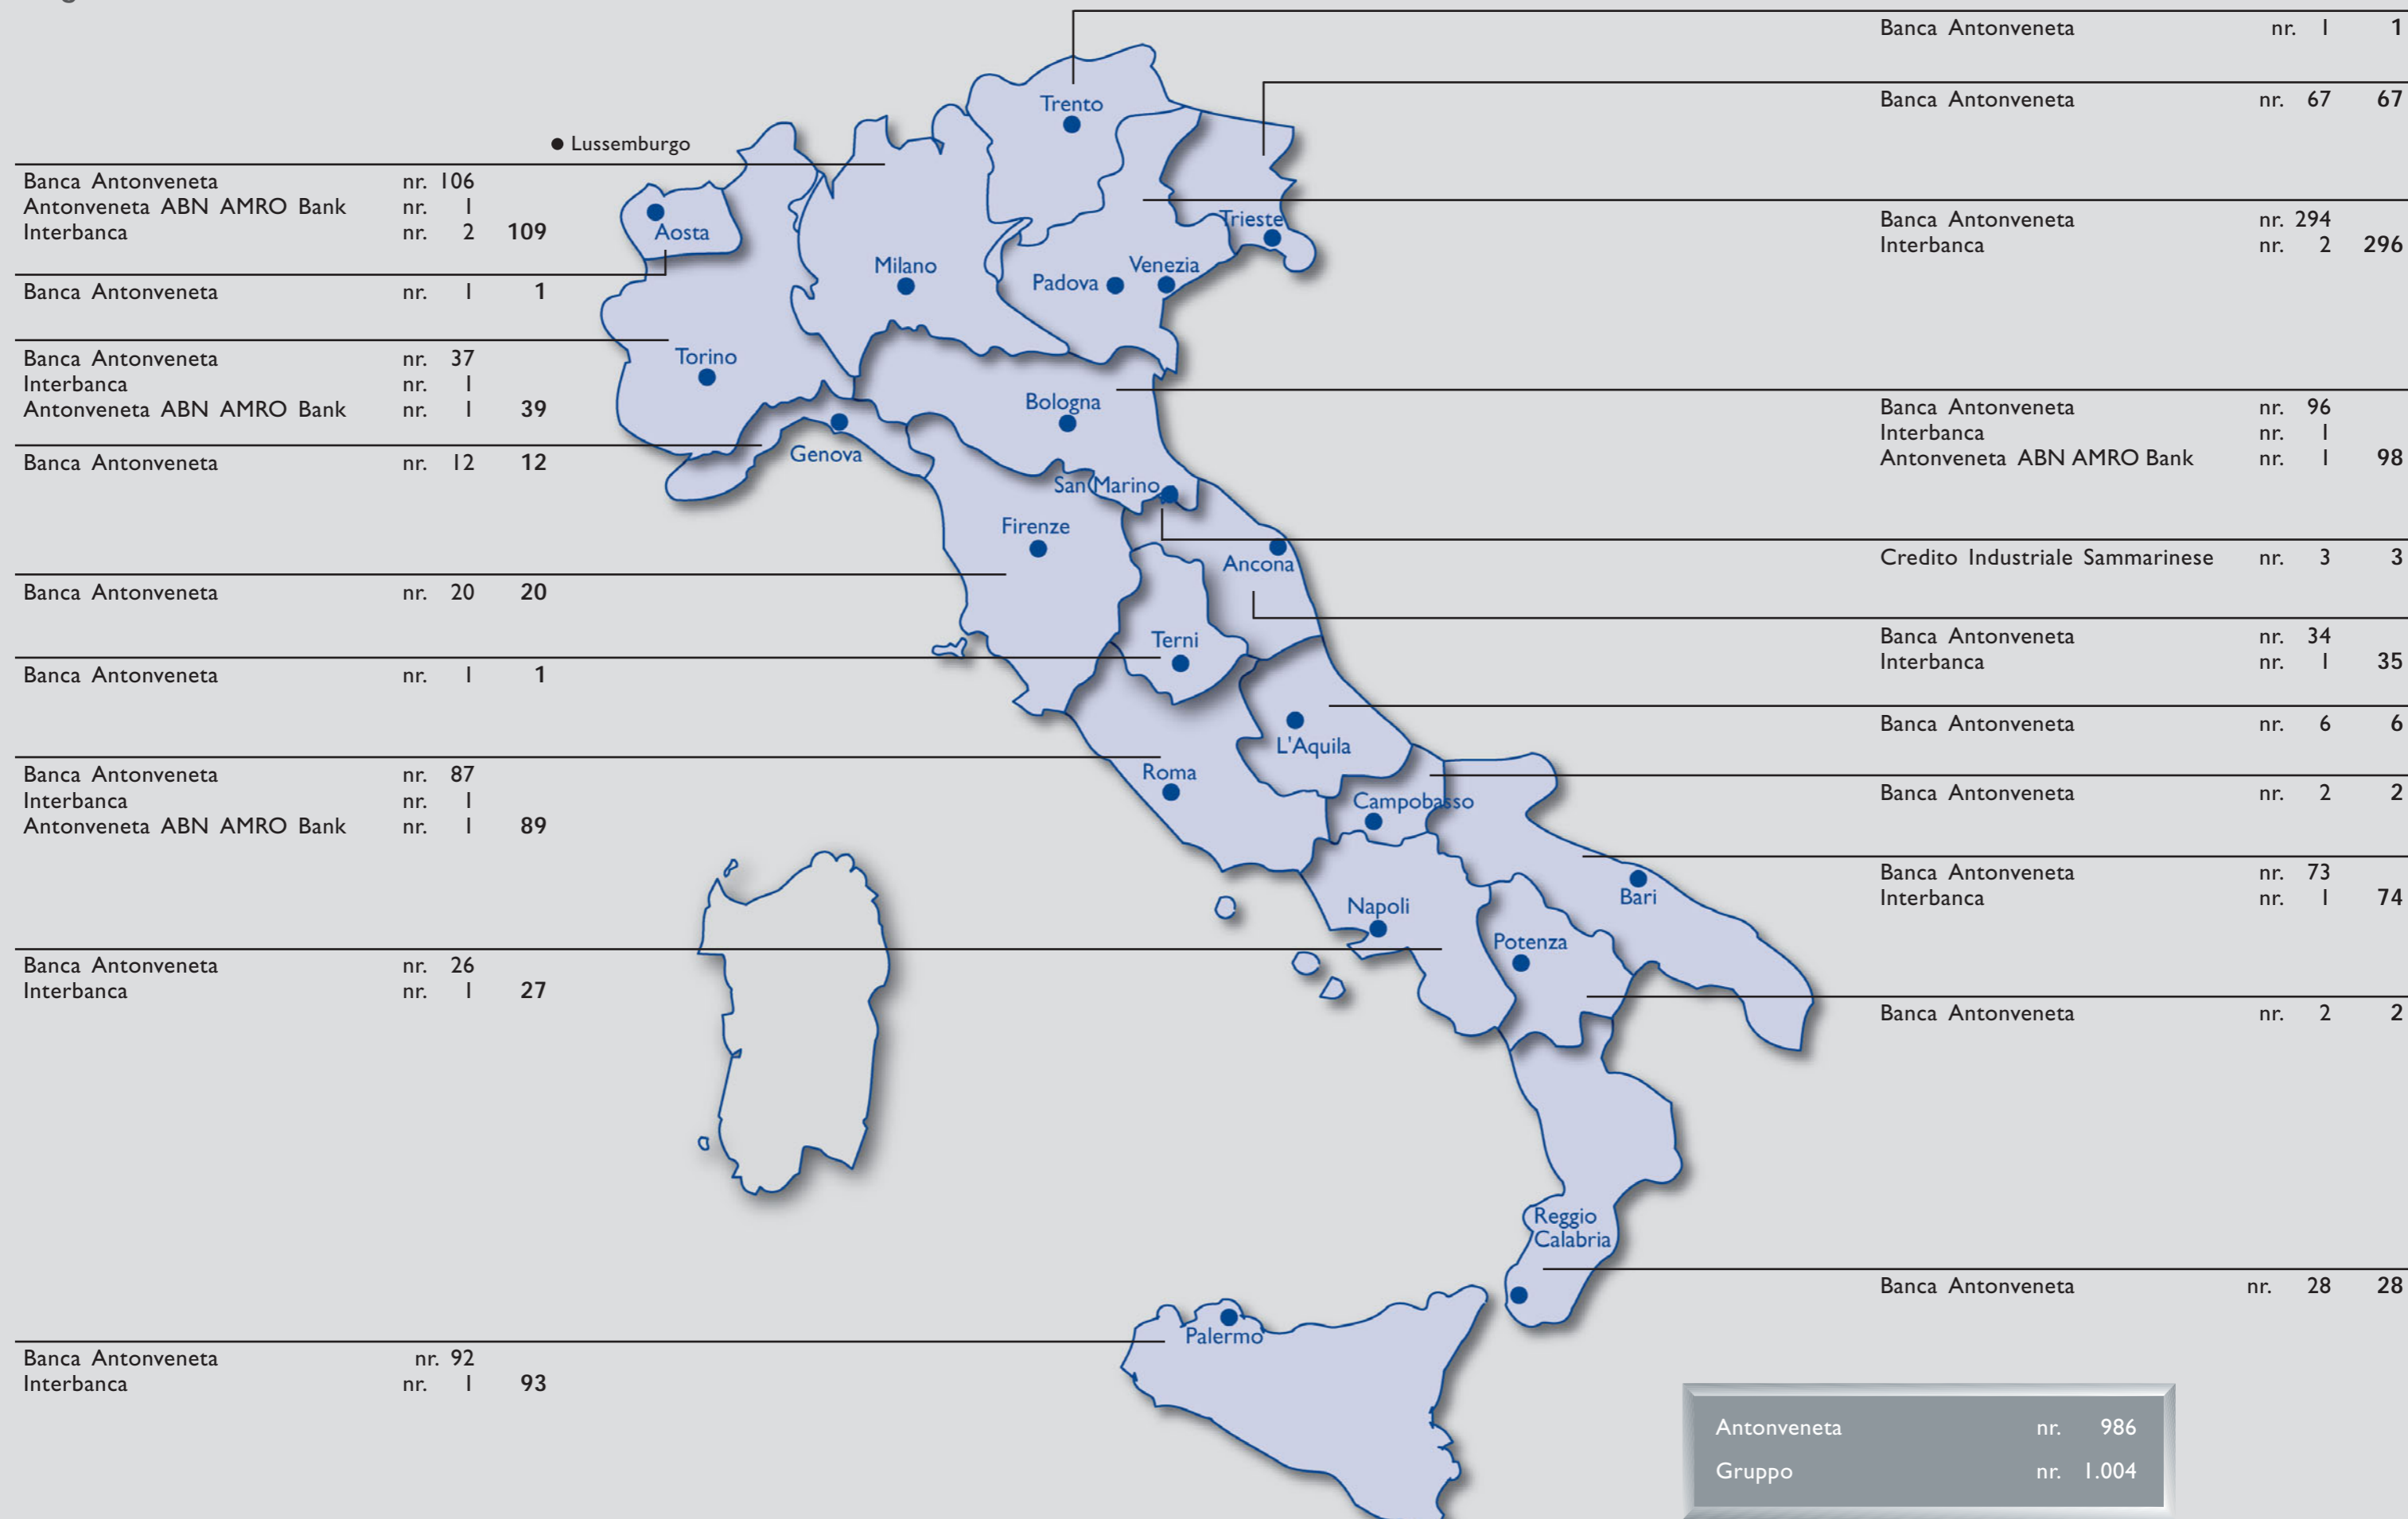 Lussemburgo
Banca Antonveneta nr. 106
Antonveneta ABN AMRO Bank nr. 1
Interbanca nr. 2 109
Banca Antonveneta nr. 1 1
Banca Antonveneta nr. 37
Interbanca nr. 1
Antonveneta ABN AMRO Bank nr. 1 39
Banca Antonveneta nr. 12 12
Banca Antonveneta nr. 20 20
Banca Antonveneta nr. 1 1
Banca Antonveneta nr. 87
Interbanca nr. 1
Antonveneta ABN AMRO Bank nr. 1 89
Banca Antonveneta nr. 26
Interbanca nr. 1 27
Banca Antonveneta nr. 92
Interbanca nr. 1 93
Trento
Aosta
Trieste
Milano
Venezia
Padova
Torino
Bologna
Genova
San Marino
Firenze
Ancona
Terni
L'Aquila
Roma
Campobasso
Bari
Napoli
Potenza
Reggio
Calabria
Palermo
Banca Antonveneta nr. 1 1
Banca Antonveneta nr. 67 67
Banca Antonveneta nr. 294
Interbanca nr. 2 296
Banca Antonveneta nr. 96
Interbanca nr. 1
Antonveneta ABN AMRO Bank nr. 1 98
Credito Industriale Sammarinese nr. 3 3
Banca Antonveneta nr. 34
Interbanca nr. 1 35
Banca Antonveneta nr. 6 6
Banca Antonveneta nr. 2 2
Banca Antonveneta nr. 73
Interbanca nr. 1 74
Banca Antonveneta nr. 2 2
Banca Antonveneta nr. 28 28
Antonveneta nr. 986
Gruppo nr. 1.004